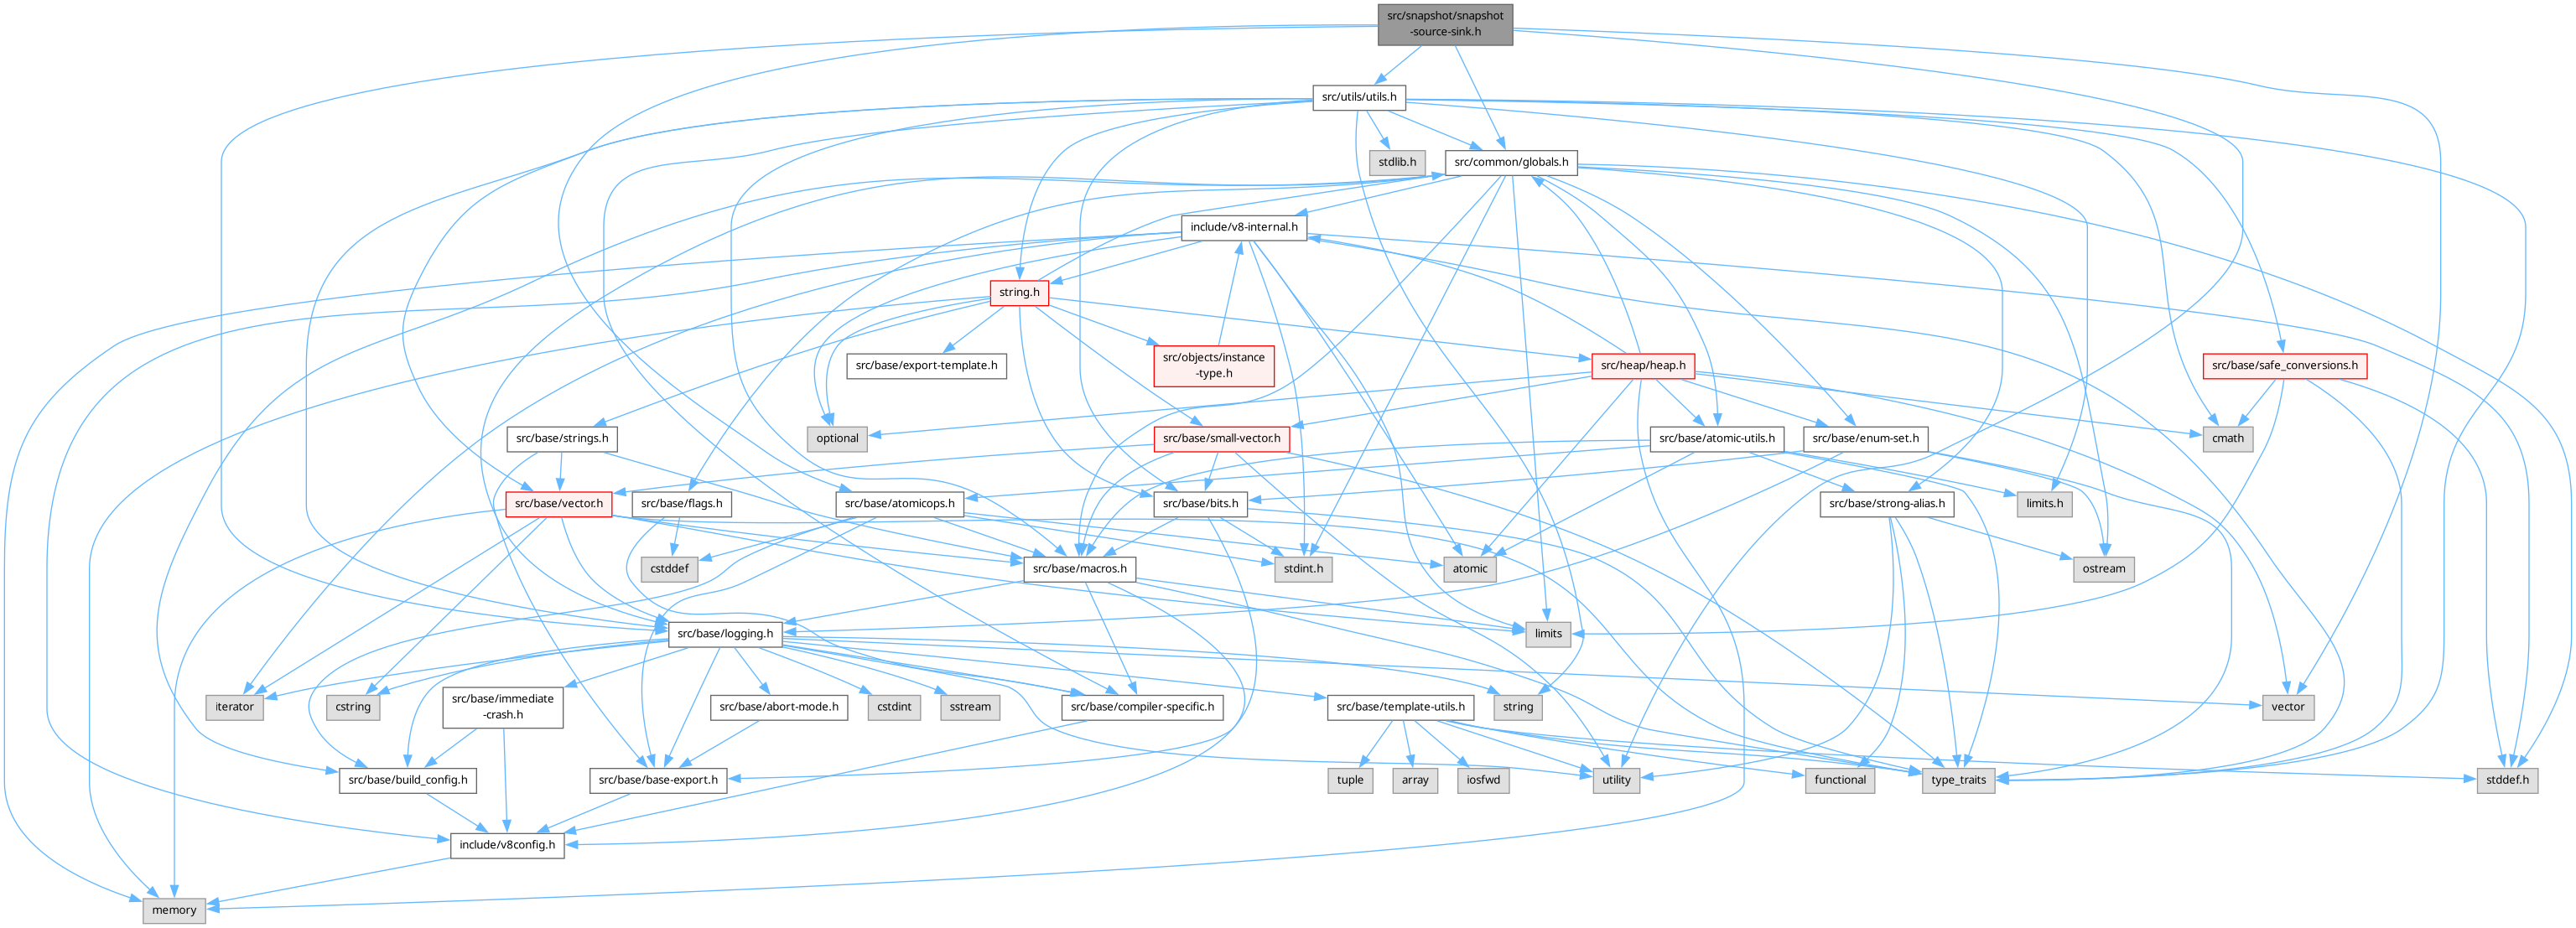 src/snapshot/snapshot
-source-sink.h
src/utils/utils.h
stdlib.h
src/common/globals.h
include/v8-internal.h
string.h
src/base/export-template.h
src/objects/instance
-type.h
src/heap/heap.h
src/base/safe_conversions.h
src/base/strings.h
optional
src/base/small-vector.h
src/base/atomic-utils.h
src/base/enum-set.h
cmath
src/base/vector.h
src/base/flags.h
src/base/atomicops.h
src/base/bits.h
src/base/strong-alias.h
limits.h
cstddef
src/base/macros.h
stdint.h
atomic
ostream
src/base/logging.h
limits
iterator
cstring
src/base/immediate
-crash.h
src/base/abort-mode.h
cstdint
sstream
src/base/compiler-specific.h
src/base/template-utils.h
string
vector
src/base/build_config.h
src/base/base-export.h
tuple
array
iosfwd
utility
functional
type_traits
stddef.h
include/v8config.h
memory